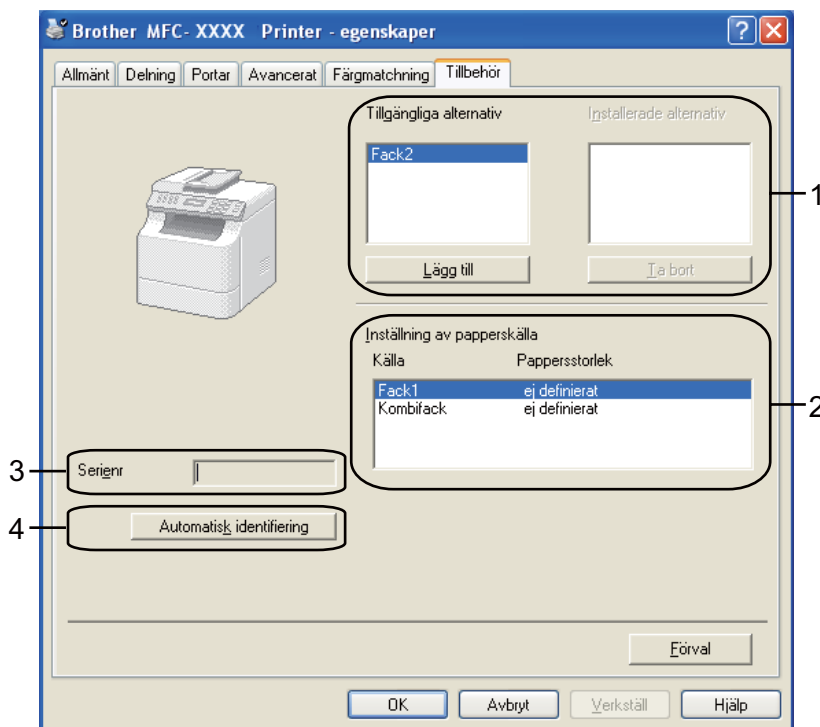 Brother MFC- XXXX Printer - egenskaper
Allmänt Delning Portar Avancerat Färgmatchning Tillbehör
Tillgängliga alternativ Installerade alternativ
Fack2
1
Lägg till Ta bort
Inställning av papperskälla
Källa Pappersstorlek
Fack1 ej definierat
Kombifack ej definierat
2
3 Serienr
4 Automatisk identifiering
Förval
OK Avbryt Verkställ Hjälp